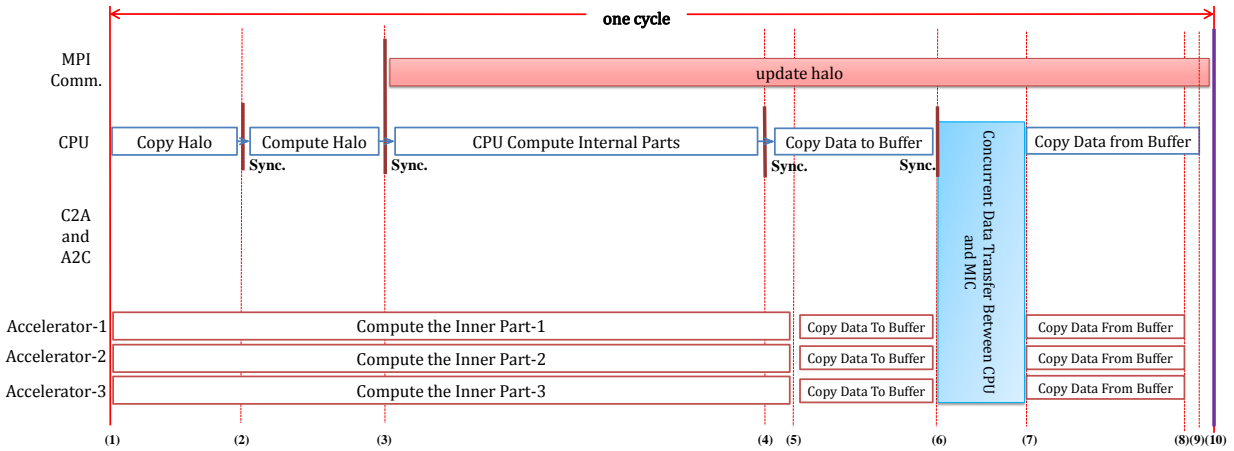 one cycle
MPI
Comm.
update halo
CPU
Copy Halo
Compute Halo
CPU Compute Internal Parts
Copy Data to Buffer
Copy Data from Buffer
Sync.
Sync.
Sync.
Sync.
C2A
and
A2C
Concurrent Data Transfer Between CPU
and MIC
Accelerator-1
Compute the Inner Part-1
Copy Data To Buffer
Copy Data From Buffer
Accelerator-2
Compute the Inner Part-2
Copy Data To Buffer
Copy Data From Buffer
Accelerator-3
Compute the Inner Part-3
Copy Data To Buffer
Copy Data From Buffer
(1)
(2)
(3)
(4)
(5)
(6)
(7)
(8)
(9)
(10)